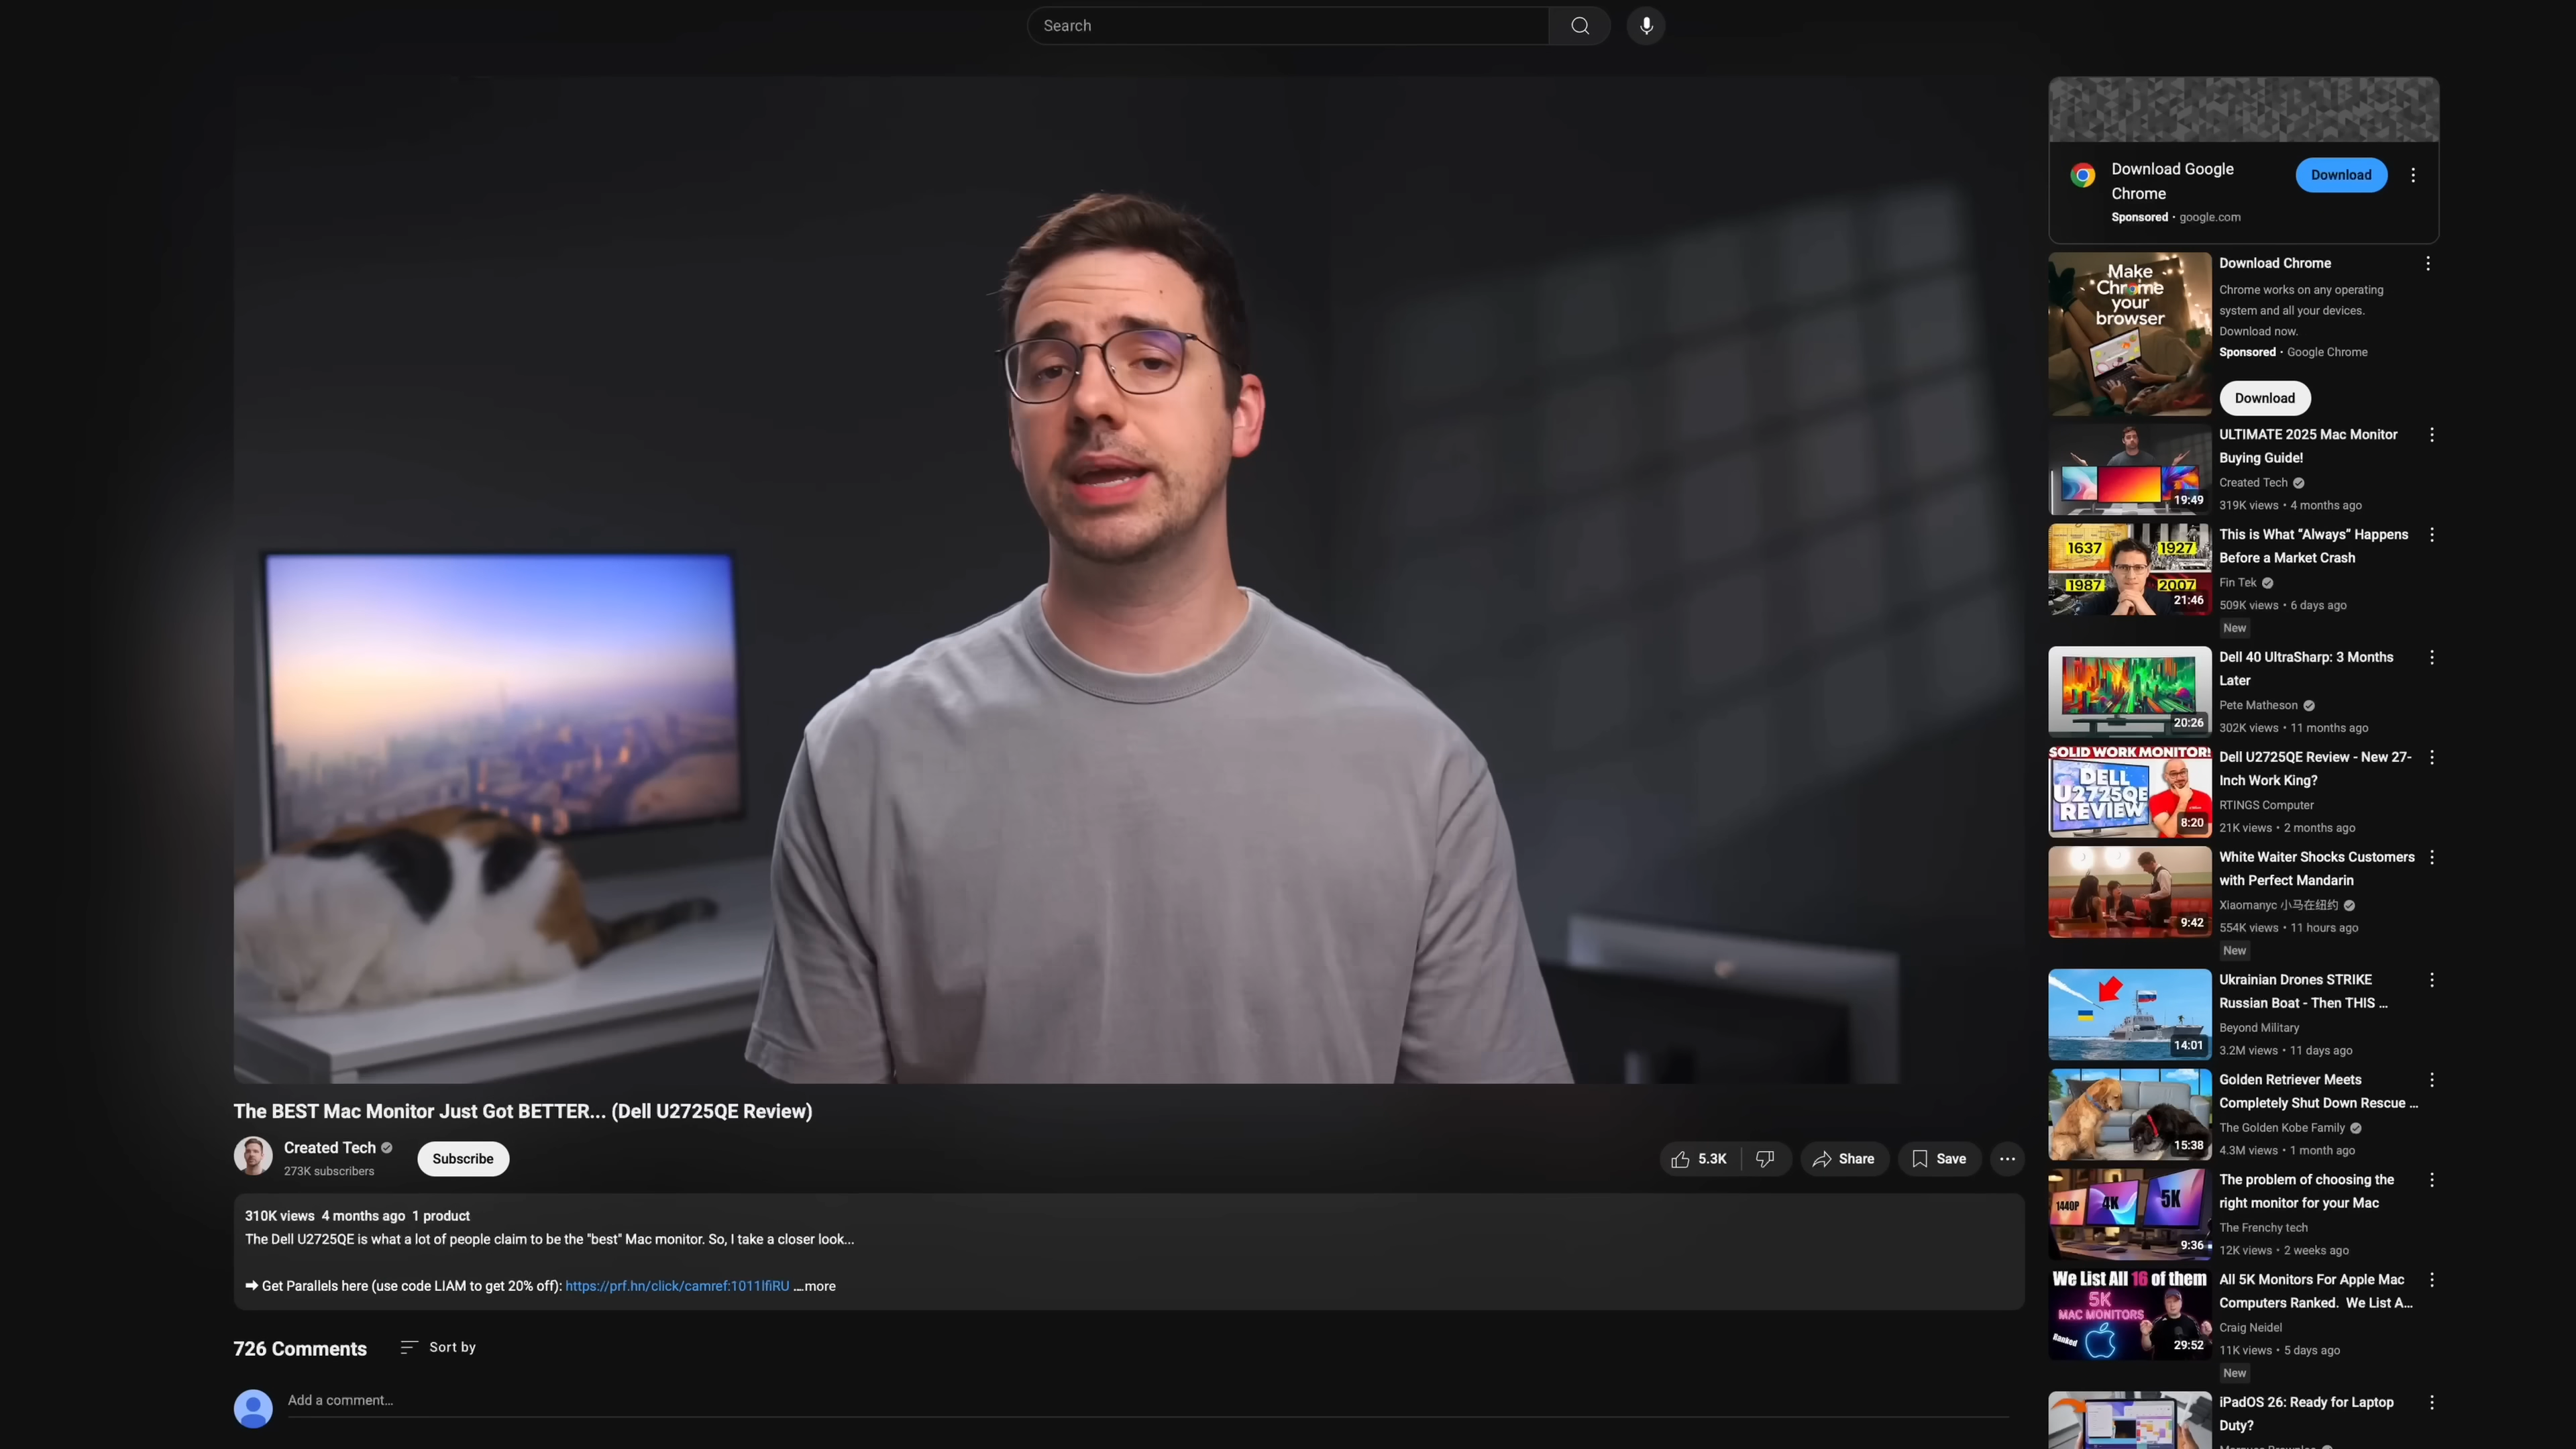 Search
The BEST Mac Monitor Just Got BETTER... (Dell U2725QE Review)
Created Tech
273K subscribers
Subscribe
5.3K
Share
Save
310K views 4 months ago 1 product
The Dell U2725QE is what a lot of people claim to be the "best" Mac monitor. So, I take a closer look...
➡ Get Parallels here (use code LIAM to get 20% off): https://prf.hn/click/camref:1011lfiRU ...more
726 Comments
Sort by
Add a comment...
Download Google
Chrome
Sponsored · google.com
Download
Make
Chrome
your
browser
Download Chrome
Chrome works on any operating
system and all your devices.
Download now.
Sponsored · Google Chrome
Download
19:49
ULTIMATE 2025 Mac Monitor
Buying Guide!
Created Tech
319K views • 4 months ago
1637
1927
1987
2007
21:46
This is What “Always” Happens
Before a Market Crash
Fin Tek
509K views • 6 days ago
New
20:26
Dell 40 UltraSharp: 3 Months
Later
Pete Matheson
302K views • 11 months ago
SOLID WORK MONITOR!
DELL
U2725QE
REVIEW
8:20
Dell U2725QE Review - New 27-
Inch Work King?
RTINGS Computer
21K views • 2 months ago
9:42
White Waiter Shocks Customers
with Perfect Mandarin
Xiaomanyc 小马在纽约
554K views • 11 hours ago
New
14:01
Ukrainian Drones STRIKE
Russian Boat - Then THIS ...
Beyond Military
3.2M views • 11 days ago
15:38
Golden Retriever Meets
Completely Shut Down Rescue ...
The Golden Kobe Family
4.3M views • 1 month ago
1440P
4K
5K
9:36
The problem of choosing the
right monitor for your Mac
The Frenchy tech
12K views • 2 weeks ago
We List All 16 of them
5K
MAC MONITORS
Ranked
29:52
All 5K Monitors For Apple Mac
Computers Ranked. We List A...
Craig Neidel
11K views • 5 days ago
New
iPadOS 26: Ready for Laptop
Duty?